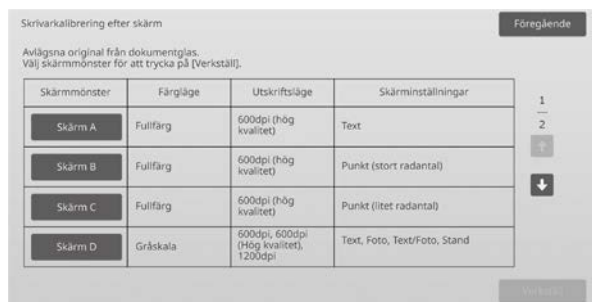 Skrivarkalibrering efter skärm
Föregående
Avlägsna original från dokumentglas.
Välj skärmmönster för att trycka på [Verkställ].
Skärmmönster Färgläge Utskriftsläge Skärminställningar
Skärm A Fullfärg 600dpi (hög kvalitet) Text
Skärm B Fullfärg 600dpi (hög kvalitet) Punkt (stort radantal)
Skärm C Fullfärg 600dpi (hög kvalitet) Punkt (litet radantal)
Skärm D Gråskala 600dpi, 600dpi (Hög kvalitet), 1200dpi Text, Foto, Text/Foto, Stand
1
2
Verkställ